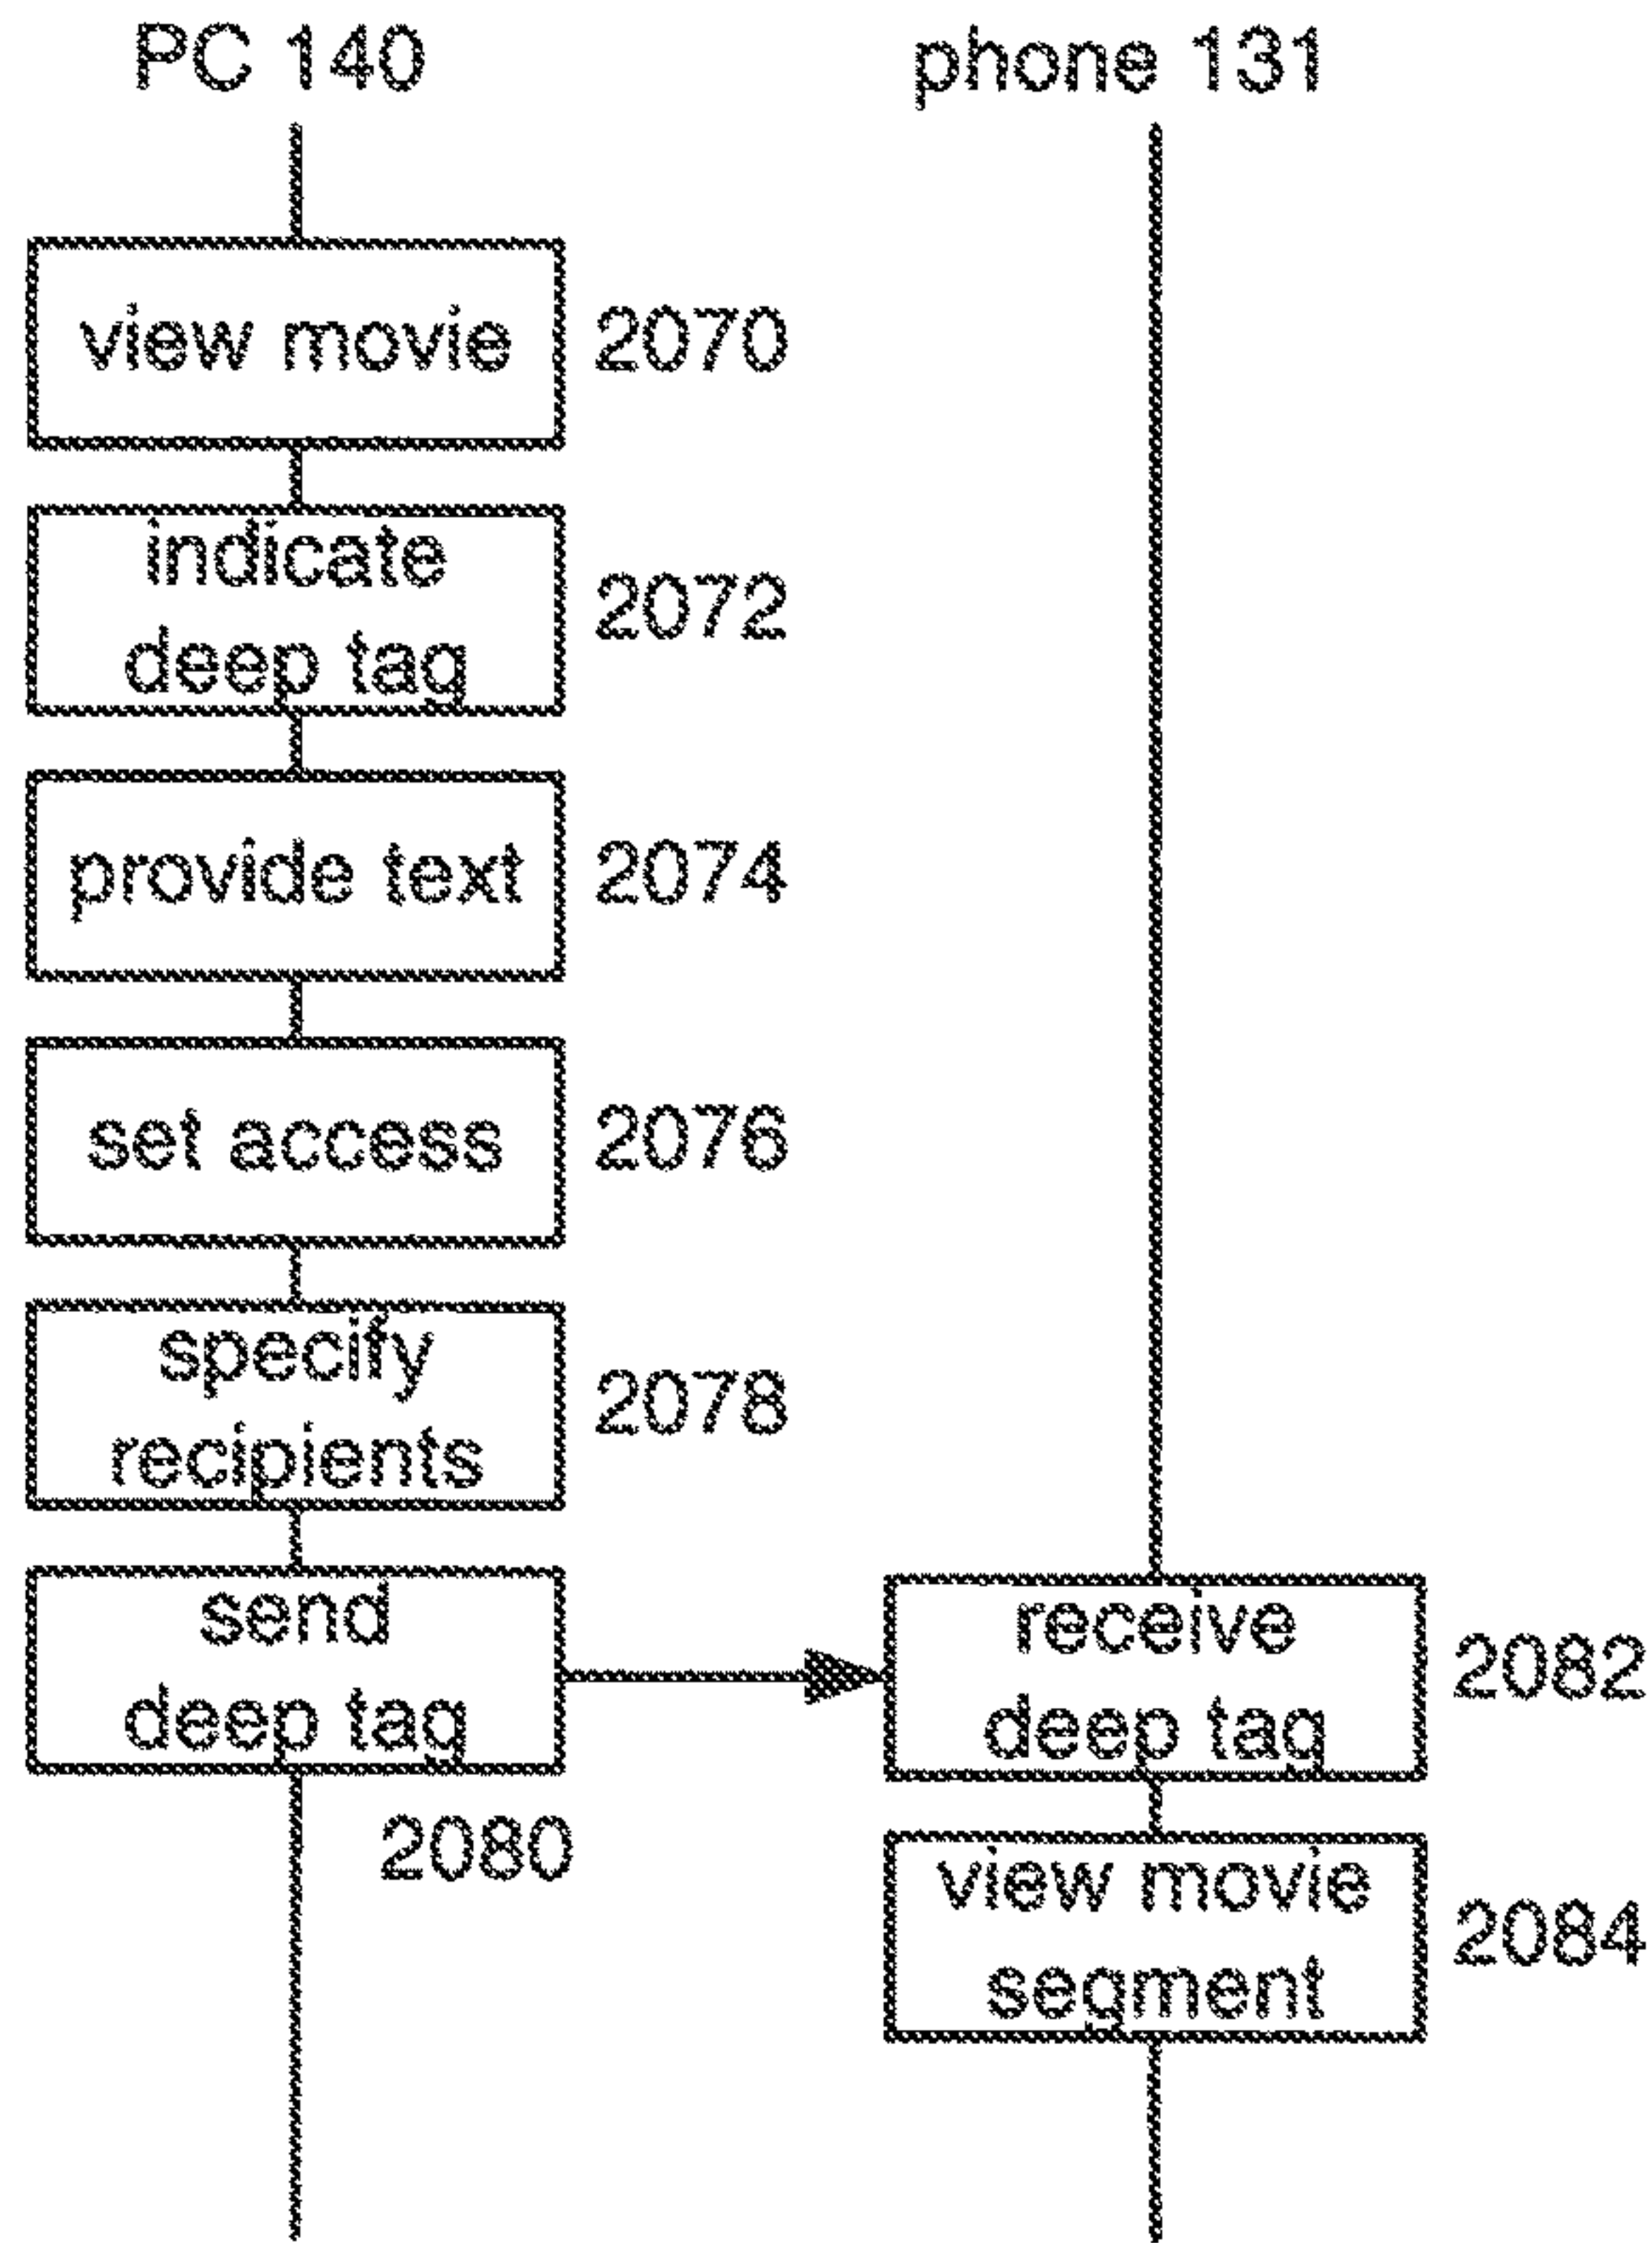 PC 140
phone 131
view movie
2070
indicate
deep tag
2072
provide text
2074
set access
2076
specify
recipients
2078
send
deep tag
2080
receive
deep tag
2082
view movie
segment
2084